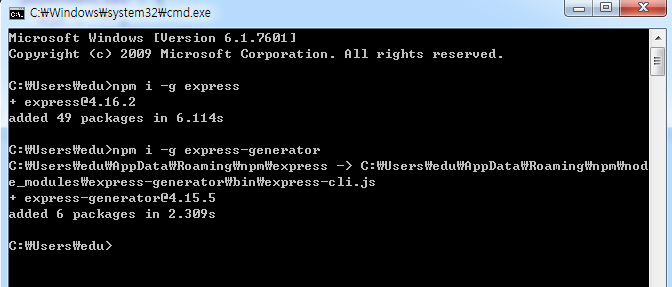 C:₩Windows₩system32₩cmd.exe
Microsoft Windows [Version 6.1.7601]
Copyright (c) 2009 Microsoft Corporation. All rights reserved.
C:₩Users₩edu>npm i -g express
+ express@4.16.2
added 49 packages in 6.114s
C:₩Users₩edu>npm i -g express-generator
C:₩Users₩edu₩AppData₩Roaming₩npm₩express -> C:₩Users₩edu₩AppData₩Roaming₩npm₩nod
e_modules₩express-generator₩bin₩express-cli.js
+ express-generator@4.15.5
added 6 packages in 2.309s
C:₩Users₩edu>